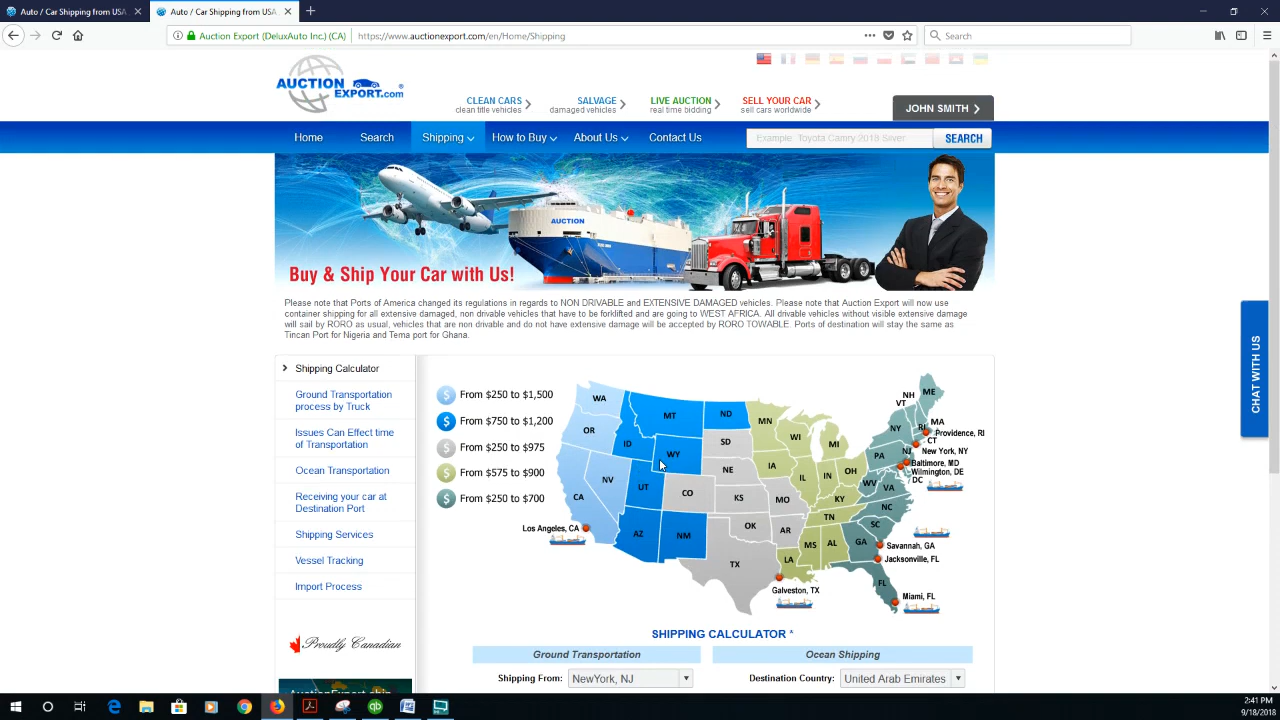 Auto / Car Shipping from USA
Auto / Car Shipping from USA
Auction Export (DeluxAuto Inc.) (CA)
https://www.auctionexport.com/en/Home/Shipping
Search
AUCTION
EXPORT.com
CLEAN CARS
clean title vehicles
SALVAGE
damaged vehicles
LIVE AUCTION
real time bidding
SELL YOUR CAR
sell cars worldwide
JOHN SMITH
Home Search Shipping How to Buy About Us Contact Us
Example: Toyota Camry 2018 Silver
SEARCH
AUCTION
Buy & Ship Your Car with Us!
Please note that Ports of America changed its regulations in regards to NON DRIVABLE and EXTENSIVE DAMAGED vehicles. Please note that Auction Export will now use
container shipping for all extensive damaged, non drivable vehicles that have to be forklifted and are going to WEST AFRICA. All drivable vehicles without visible extensive damage
will sail by RORO as usual, vehicles that are non drivable and do not have extensive damage will be accepted by RORO TOWABLE. Ports of destination will stay the same as
Tincan Port for Nigeria and Tema port for Ghana.
Shipping Calculator
Ground Transportation
process by Truck
Issues Can Effect time
of Transportation
Ocean Transportation
Receiving your car at
Destination Port
Shipping Services
Vessel Tracking
Import Process
Proudly Canadian
AuctionExport ship
$ From $250 to $1,500
$ From $750 to $1,200
$ From $250 to $975
$ From $575 to $900
$ From $250 to $700
WA
OR
CA
NV
ID
MT
WY
UT
AZ
NM
ND
SD
NE
CO
KS
OK
TX
MN
IA
MO
AR
LA
WI
IL
MI
IN
OH
KY
TN
MS
AL
GA
FL
SC
NC
VA
WV
PA
NY
NJ
VT
NH
ME
MA
RI
CT
DC
Providence, RI
New York, NY
Baltimore, MD
Wilmington, DE
Savannah, GA
Jacksonville, FL
Miami, FL
Galveston, TX
Los Angeles, CA
SHIPPING CALCULATOR *
Ground Transportation
Ocean Shipping
Shipping From: NewYork, NJ
Destination Country: United Arab Emirates
CHAT WITH US
2:41 PM
9/18/2018